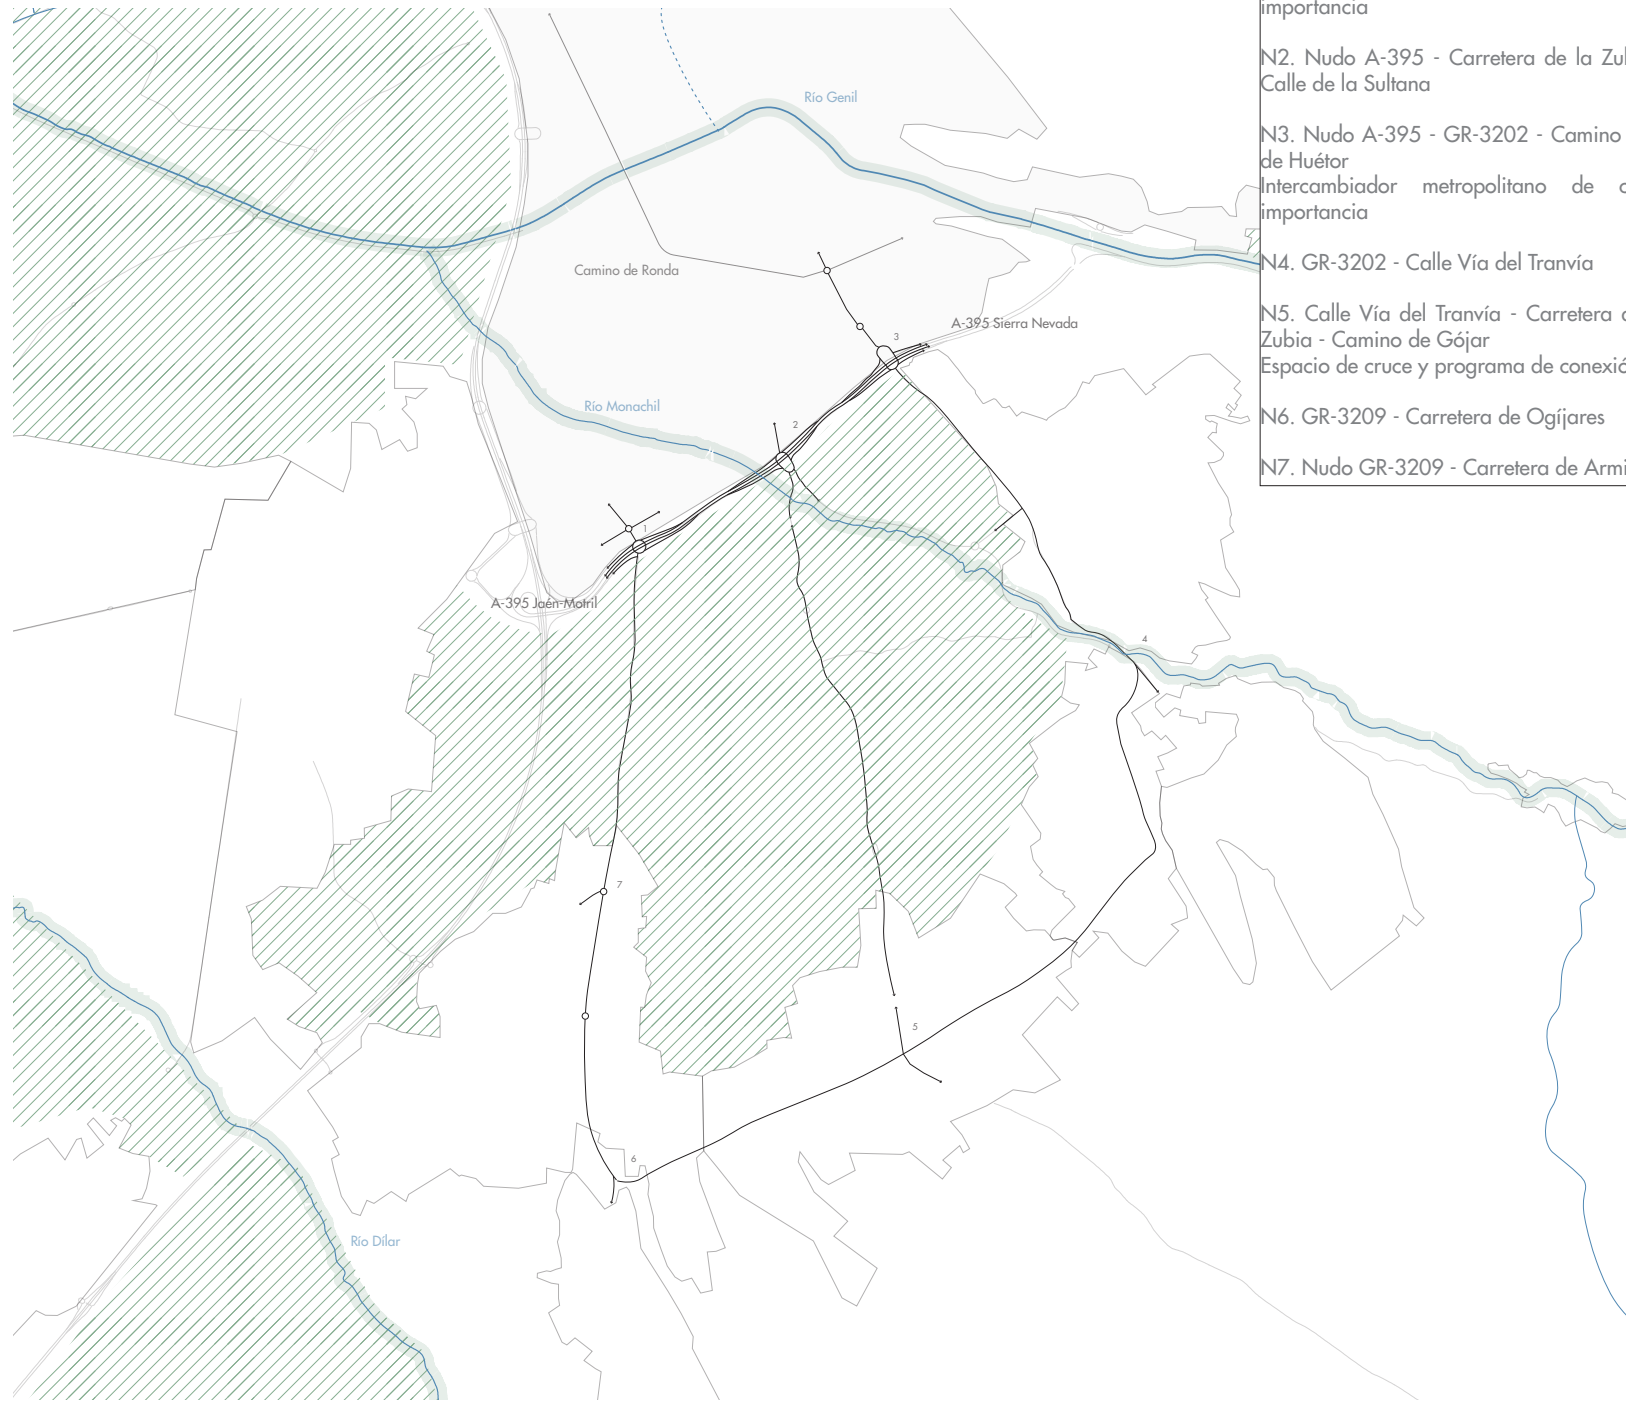 importancia
N2. Nudo A-395 - Carretera de la
Calle de la Sultana
N3. Nudo A-395 - GR-3202 - Camino
de Huétor
Intercambiador metropolitano de
importancia
N4. GR-3202 - Calle Vía del Tranvía
N5. Calle Vía del Tranvía - Carretera
Zubia - Camino de Gójar
Espacio de cruce y programa de
N6. GR-3209 - Carretera de Ogíjares
N7. Nudo GR-3209 - Carretera de
Río Genil
Camino de Ronda
A-395 Sierra Nevada
3
Río Monachil
2
1
A-395 Jaén-Motril
4
7
5
6
Río Dílar